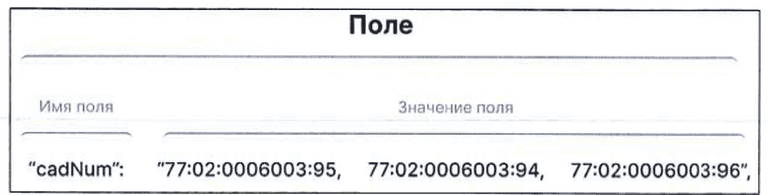 Поле
Имя поля Значение поля
“cadNum”: “77:02:0006003:95, 77:02:0006003:94, 77:02:0006003:96”,